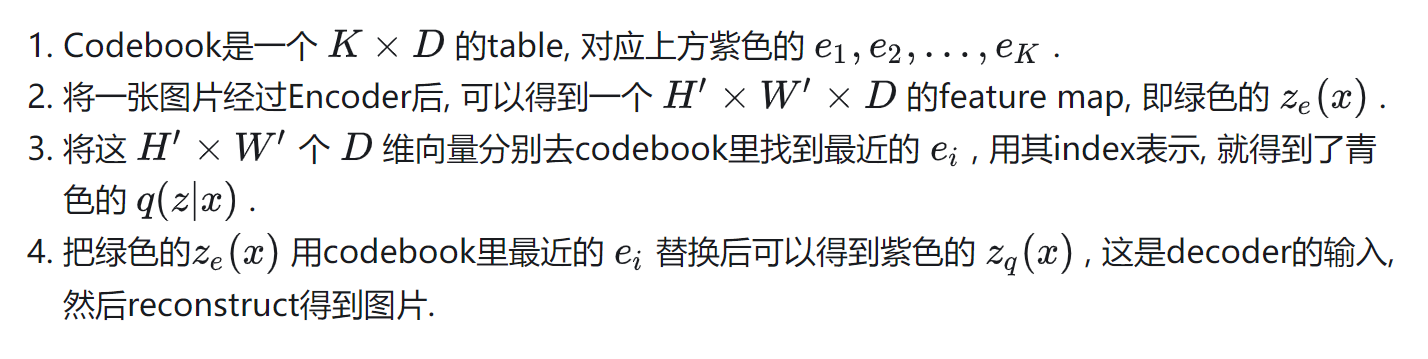 1. Codebook是一个 K × D 的table, 对应上方紫色的 e₁, e₂, . . . , e_K .
2. 将一张图片经过Encoder后, 可以得到一个 H′ × W′ × D 的feature map, 即绿色的 z_e(x) .
3. 将这 H′ × W′ 个 D 维向量分别去codebook里找到最近的 e_i , 用其index表示, 就得到了青
色的 q(z|x) .
4. 把绿色的z_e(x) 用codebook里最近的 e_i 替换后可以得到紫色的 z_q(x) , 这是decoder的输入,
然后reconstruct得到图片.